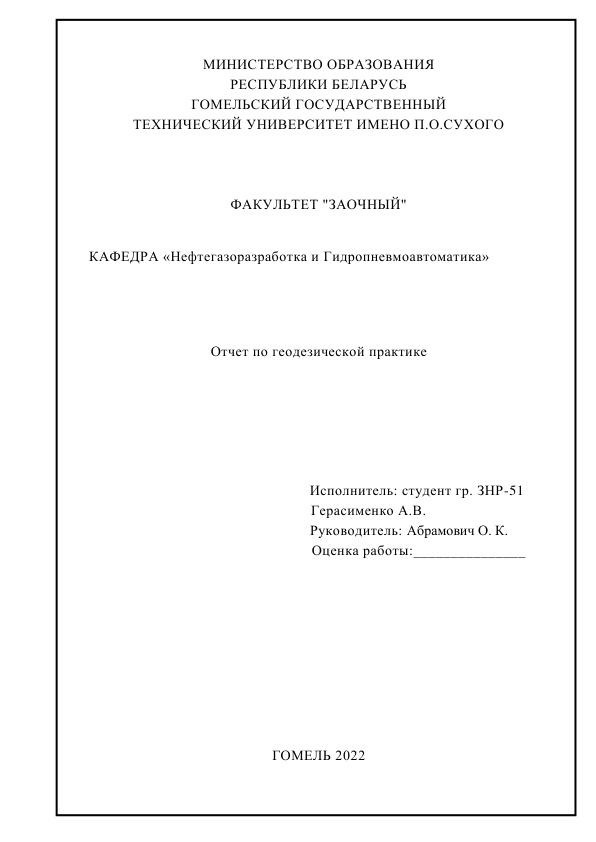 МИНИСТЕРСТВО ОБРАЗОВАНИЯ
РЕСПУБЛИКИ БЕЛАРУСЬ
ГОМЕЛЬСКИЙ ГОСУДАРСТВЕННЫЙ
ТЕХНИЧЕСКИЙ УНИВЕРСИТЕТ ИМЕНО П.О.СУХОГО
ФАКУЛЬТЕТ "ЗАОЧНЫЙ"
КАФЕДРА «Нефтегазоразработка и Гидропневмоавтоматика»
Отчет по геодезической практике
Исполнитель: студент гр. ЗНР-51
Герасименко А.В.
Руководитель: Абрамович О. К.
Оценка работы:_______________
ГОМЕЛЬ 2022